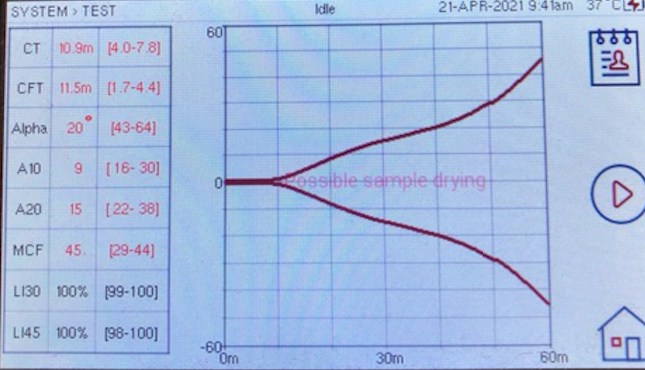 SYSTEM > TEST Idle 21-APR-2021 9:41am 37 °C
CT 10.9m [4.0-7.8]
CFT 11.5m [1.7-4.4]
Alpha 20° [43-64]
A10 9 [16- 30]
A20 15 [22- 38]
MCF 45. [29-44]
LI30 100% [99-100]
LI45 100% [98-100]
60
0
Possible sample drying
-60
0m 30m 60m